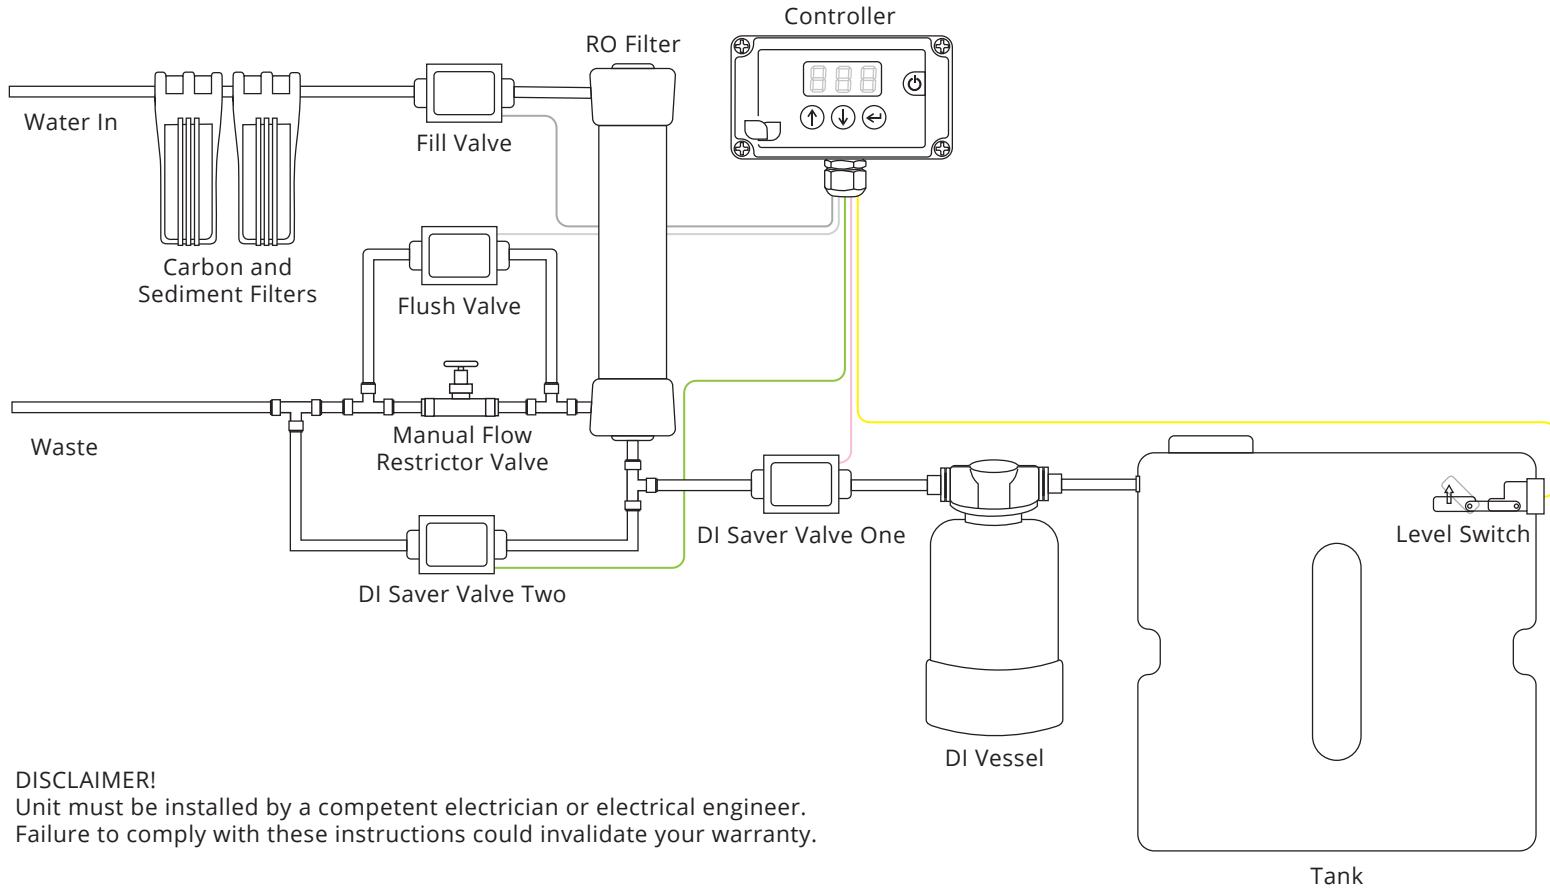 Controller
RO Filter
Water In
Fill Valve
Carbon and
Sediment Filters
Flush Valve
Waste
Manual Flow
Restrictor Valve
DI Saver Valve One
Level Switch
DI Saver Valve Two
DI Vessel
DISCLAIMER!
Unit must be installed by a competent electrician or electrical engineer.
Failure to comply with these instructions could invalidate your warranty.
Tank